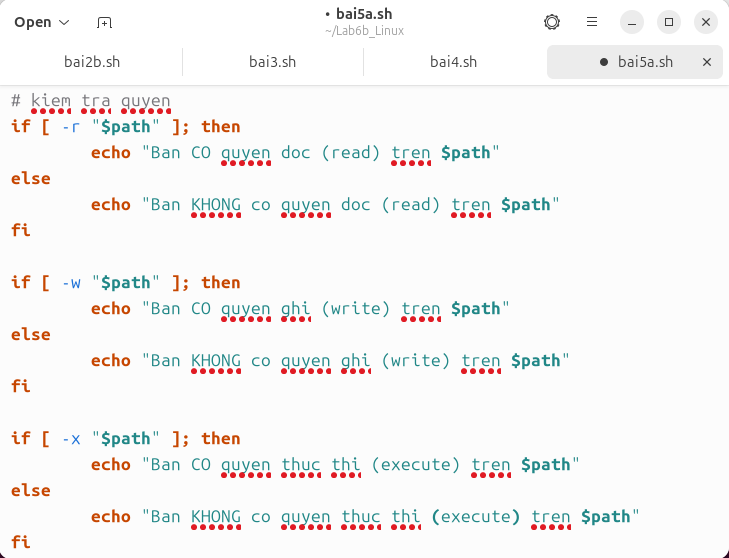 Open
• bai5a.sh
~/Lab6b_Linux
bai2b.sh
bai3.sh
bai4.sh
● bai5a.sh
# kiem tra quyen
if [ -r "$path" ]; then
        echo "Ban CO quyen doc (read) tren $path"
else
        echo "Ban KHONG co quyen doc (read) tren $path"
fi

if [ -w "$path" ]; then
        echo "Ban CO quyen ghi (write) tren $path"
else
        echo "Ban KHONG co quyen ghi (write) tren $path"
fi

if [ -x "$path" ]; then
        echo "Ban CO quyen thuc thi (execute) tren $path"
else
        echo "Ban KHONG co quyen thuc thi (execute) tren $path"
fi